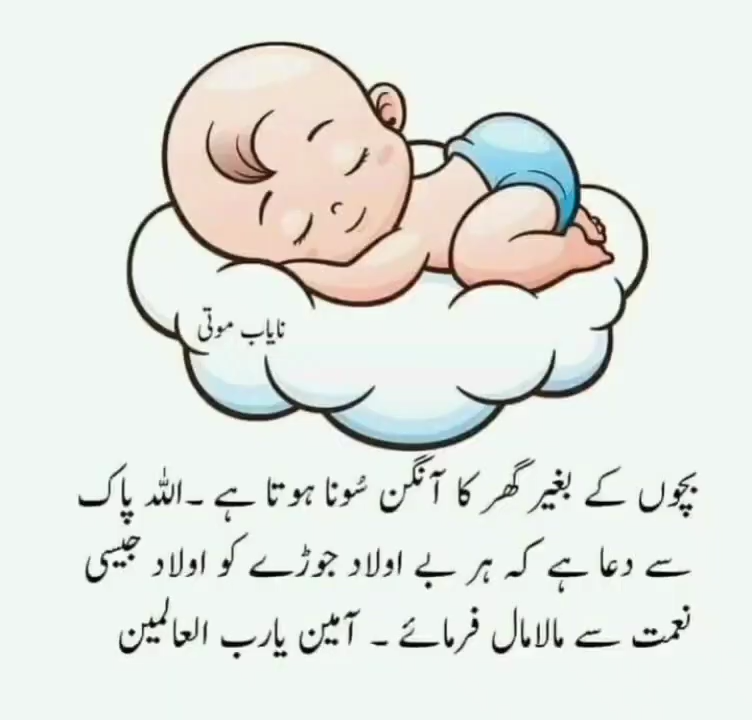 نایاب موتی
بچوں کے بغیر گھر کا آنگن سُونا ہوتا ہے ۔اللہ پاک
سے دعا ہے کہ ہر بے اولاد جوڑے کو اولاد جیسی
نعمت سے مالامال فرمائے ۔ آمین یارب العالمین